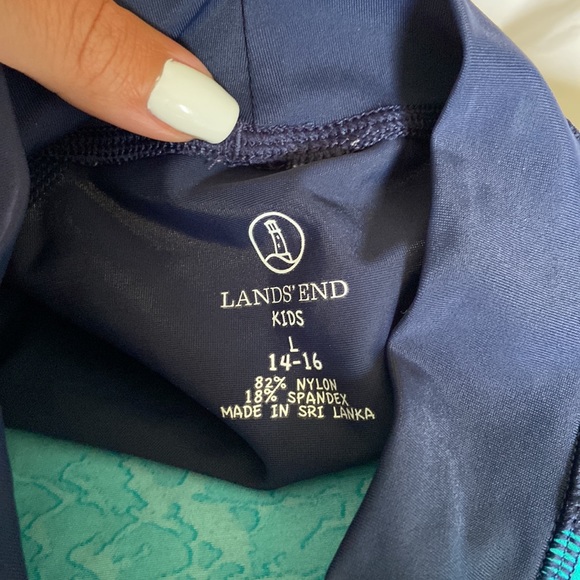 LANDS' END
KIDS
L
14-16
82% NYLON
18% SPANDEX
MADE IN SRI LANKA